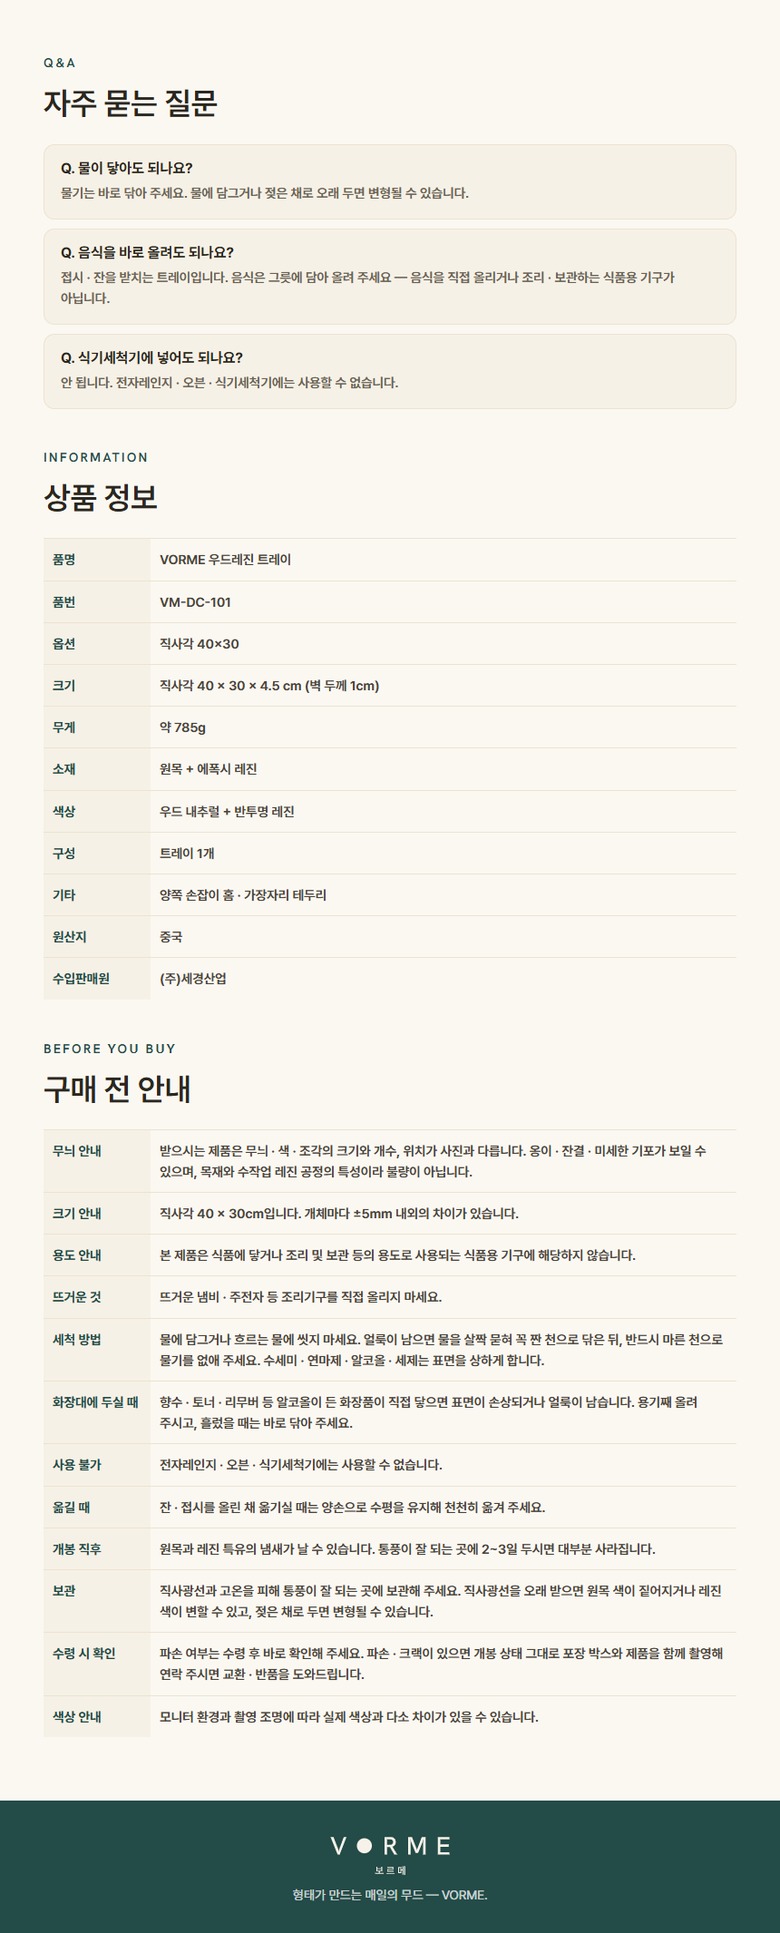 Q&A
자주 묻는 질문
Q. 물이 닿아도 되나요?
물기는 바로 닦아 주세요. 물에 담그거나 젖은 채로 오래 두면 변형될 수 있습니다.
Q. 음식을 바로 올려도 되나요?
접시 · 잔을 받치는 트레이입니다. 음식은 그릇에 담아 올려 주세요 — 음식을 직접 올리거나 조리 · 보관하는 식품용 기구가
아닙니다.
Q. 식기세척기에 넣어도 되나요?
안 됩니다. 전자레인지 · 오븐 · 식기세척기에는 사용할 수 없습니다.
INFORMATION
상품 정보
품명 VORME 우드레진 트레이
품번 VM-DC-101
옵션 직사각 40×30
크기 직사각 40 × 30 × 4.5 cm (벽 두께 1cm)
무게 약 785g
소재 원목 + 에폭시 레진
색상 우드 내추럴 + 반투명 레진
구성 트레이 1개
기타 양쪽 손잡이 홈 · 가장자리 테두리
원산지 중국
수입판매원 (주)세경산업
BEFORE YOU BUY
구매 전 안내
무늬 안내 받으시는 제품은 무늬 · 색 · 조각의 크기와 개수, 위치가 사진과 다릅니다. 옹이 · 잔결 · 미세한 기포가 보일 수
있으며, 목재와 수작업 레진 공정의 특성이라 불량이 아닙니다.
크기 안내 직사각 40 × 30cm입니다. 개체마다 ±5mm 내외의 차이가 있습니다.
용도 안내 본 제품은 식품에 닿거나 조리 및 보관 등의 용도로 사용되는 식품용 기구에 해당하지 않습니다.
뜨거운 것 뜨거운 냄비 · 주전자 등 조리기구를 직접 올리지 마세요.
세척 방법 물에 담그거나 흐르는 물에 씻지 마세요. 얼룩이 남으면 물을 살짝 묻혀 꼭 짠 천으로 닦은 뒤, 반드시 마른 천으로
물기를 없애 주세요. 수세미 · 연마제 · 알코올 · 세제는 표면을 상하게 합니다.
화장대에 두실 때 향수 · 토너 · 리무버 등 알코올이 든 화장품이 직접 닿으면 표면이 손상되거나 얼룩이 남습니다. 용기째 올려
주시고, 흘렀을 때는 바로 닦아 주세요.
사용 불가 전자레인지 · 오븐 · 식기세척기에는 사용할 수 없습니다.
옮길 때 잔 · 접시를 올린 채 옮기실 때는 양손으로 수평을 유지해 천천히 옮겨 주세요.
개봉 직후 원목과 레진 특유의 냄새가 날 수 있습니다. 통풍이 잘 되는 곳에 2~3일 두시면 대부분 사라집니다.
보관 직사광선과 고온을 피해 통풍이 잘 되는 곳에 보관해 주세요. 직사광선을 오래 받으면 원목 색이 짙어지거나 레진
색이 변할 수 있고, 젖은 채로 두면 변형될 수 있습니다.
수령 시 확인 파손 여부는 수령 후 바로 확인해 주세요. 파손 · 크랙이 있으면 개봉 상태 그대로 포장 박스와 제품을 함께 촬영해
연락 주시면 교환 · 반품을 도와드립니다.
색상 안내 모니터 환경과 촬영 조명에 따라 실제 색상과 다소 차이가 있을 수 있습니다.
V●RME
보르메
형태가 만드는 매일의 무드 — VORME.